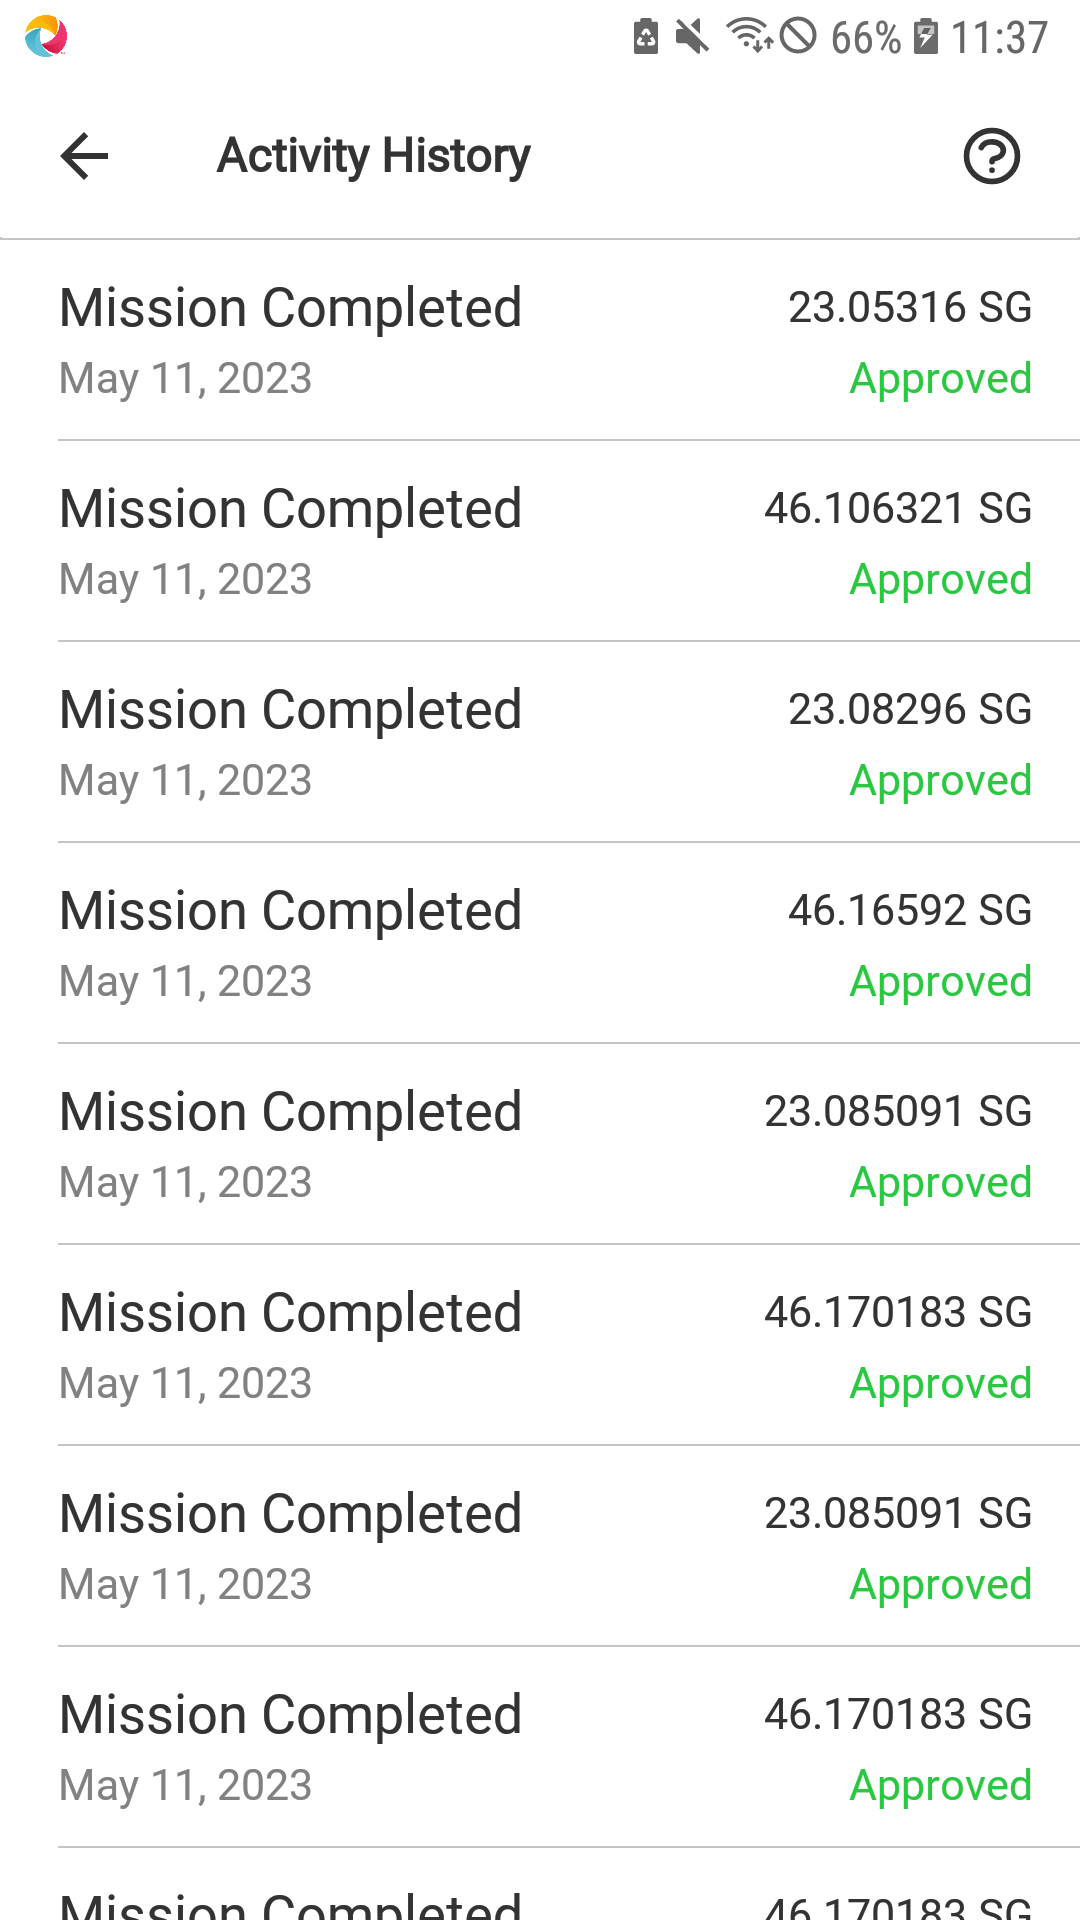 66% 11:37
Activity History
Mission Completed 23.05316 SG
May 11, 2023 Approved
Mission Completed 46.106321 SG
May 11, 2023 Approved
Mission Completed 23.08296 SG
May 11, 2023 Approved
Mission Completed 46.16592 SG
May 11, 2023 Approved
Mission Completed 23.085091 SG
May 11, 2023 Approved
Mission Completed 46.170183 SG
May 11, 2023 Approved
Mission Completed 23.085091 SG
May 11, 2023 Approved
Mission Completed 46.170183 SG
May 11, 2023 Approved
Mission Completed 46.170183 SG